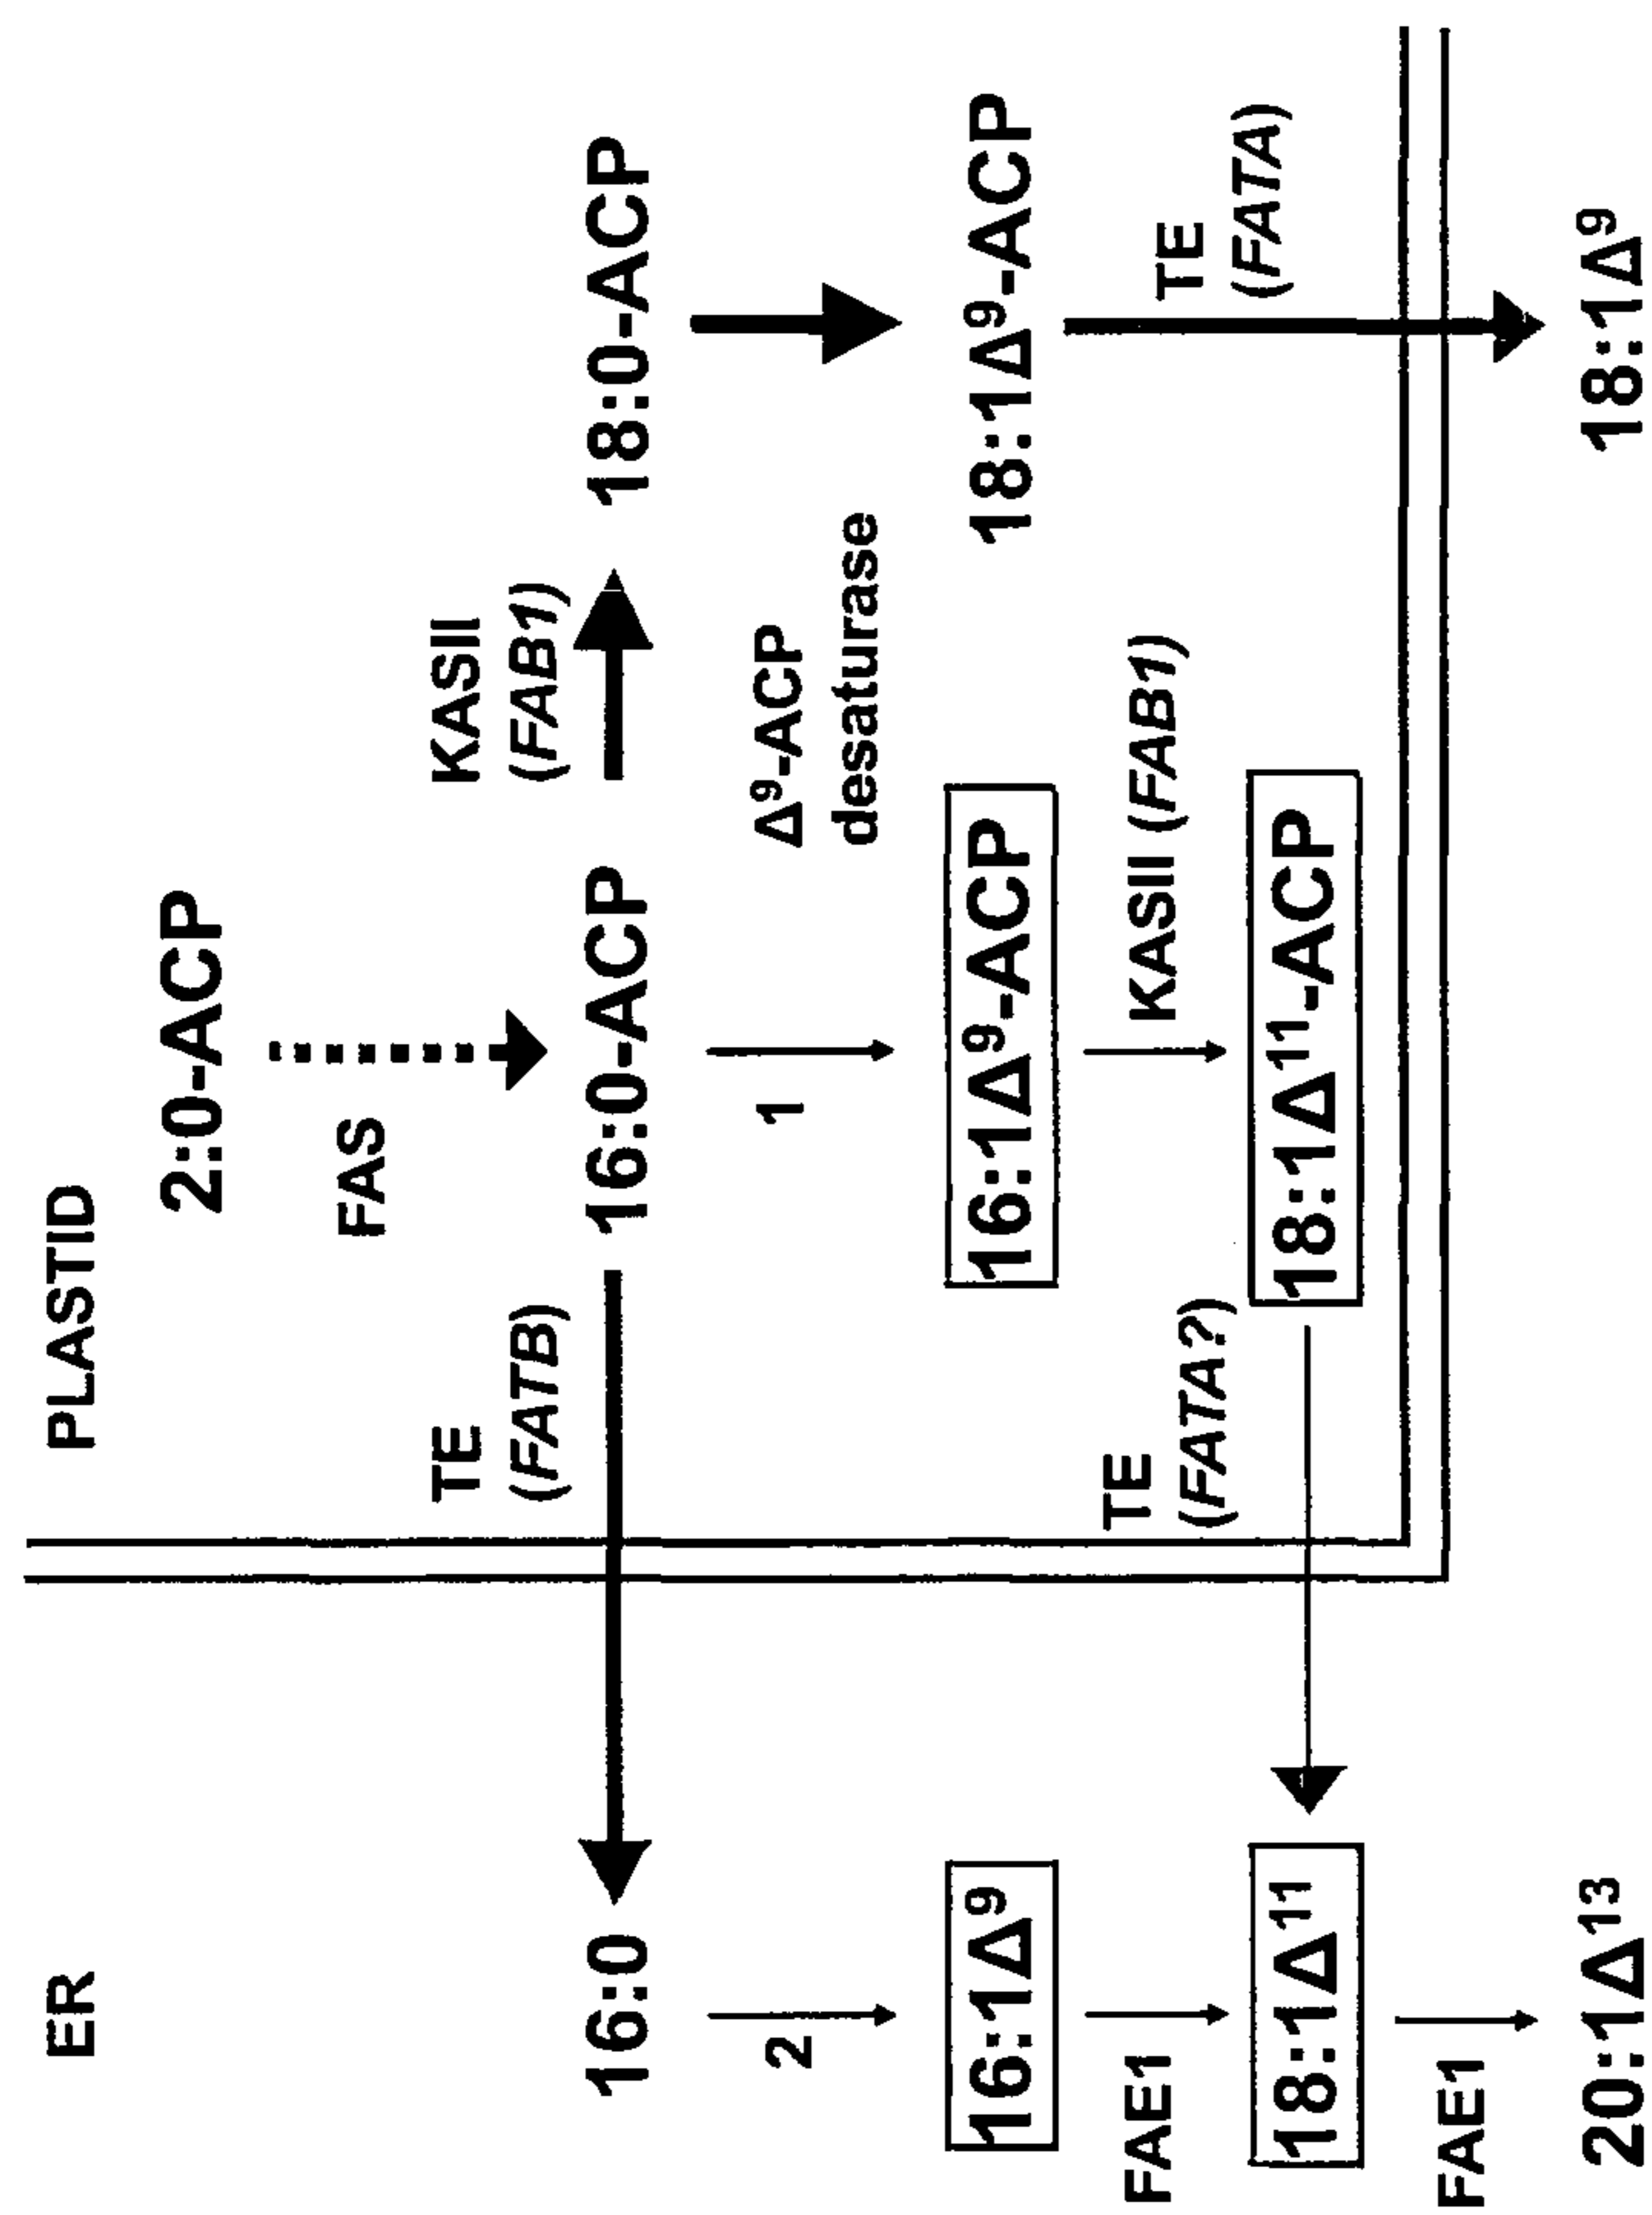 ER
PLASTID
2:0-ACP
FAS
TE
(FATB)
KASII
(FAB1)
16:0
16:0-ACP
18:0-ACP
2
1
Δ⁹-ACP
desaturase
16:1Δ⁹
16:1Δ⁹-ACP
18:1Δ⁹-ACP
FAE1
TE
(FATA?)
KASII (FAB1)
TE
(FATA)
18:1Δ¹¹
18:1Δ¹¹-ACP
FAE1
20:1Δ¹³
18:1Δ⁹